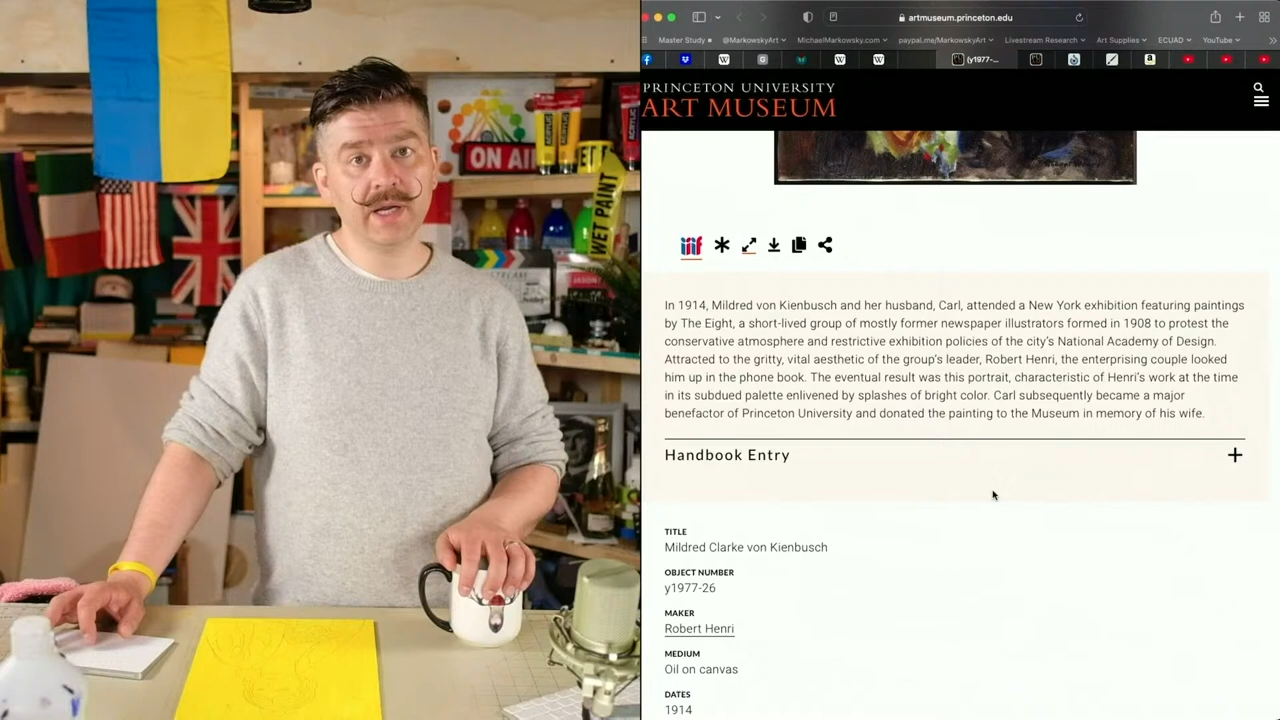 ON AI
WET PAINT
artmuseum.princeton.edu
Master Study
@MarkowskyArt
MichaelMarkowsky.com
paypal.me/MarkowskyArt
Livestream Research
Art Supplies
ECUAD
YouTube
(y1977-...
PRINCETON UNIVERSITY
ART MUSEUM
iiif
In 1914, Mildred von Kienbusch and her husband, Carl, attended a New York exhibition featuring paintings
by The Eight, a short-lived group of mostly former newspaper illustrators formed in 1908 to protest the
conservative atmosphere and restrictive exhibition policies of the city's National Academy of Design.
Attracted to the gritty, vital aesthetic of the group's leader, Robert Henri, the enterprising couple looked
him up in the phone book. The eventual result was this portrait, characteristic of Henri's work at the time
in its subdued palette enlivened by splashes of bright color. Carl subsequently became a major
benefactor of Princeton University and donated the painting to the Museum in memory of his wife.
Handbook Entry
TITLE
Mildred Clarke von Kienbusch
OBJECT NUMBER
y1977-26
MAKER
Robert Henri
MEDIUM
Oil on canvas
DATES
1914